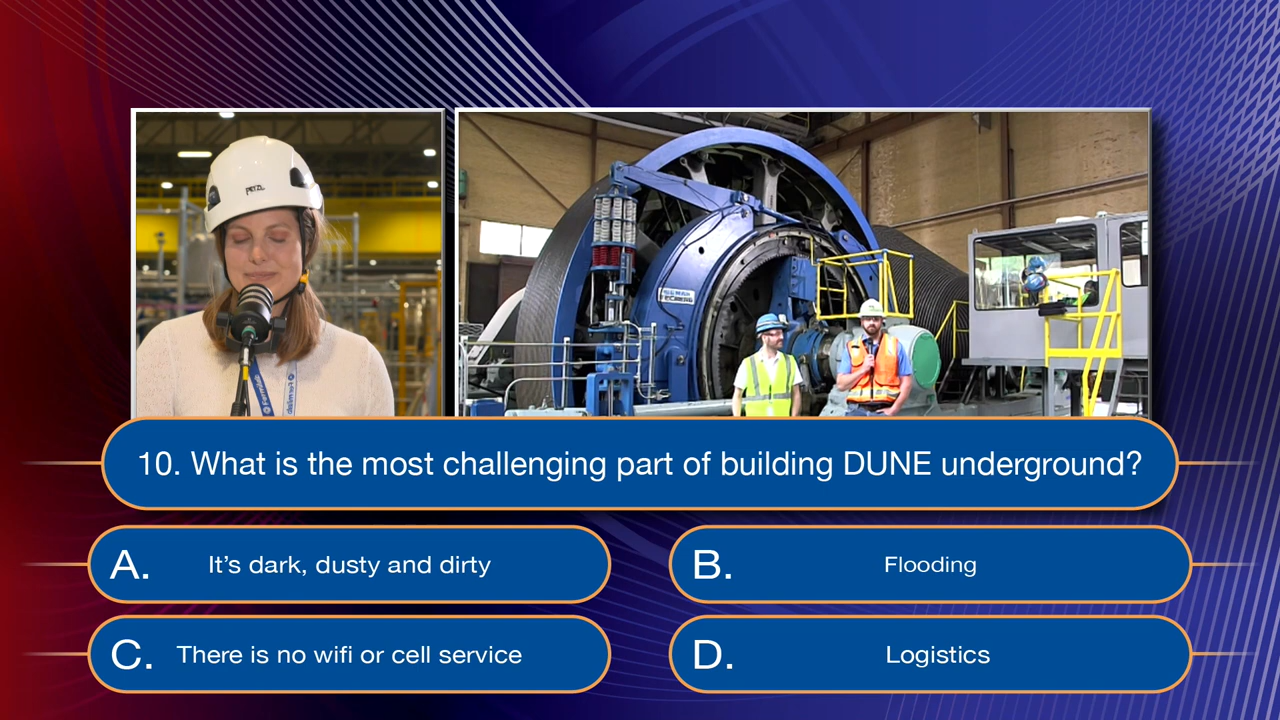 PETZL
Fermilab
10. What is the most challenging part of building DUNE underground?
A. It’s dark, dusty and dirty
B. Flooding
C. There is no wifi or cell service
D. Logistics